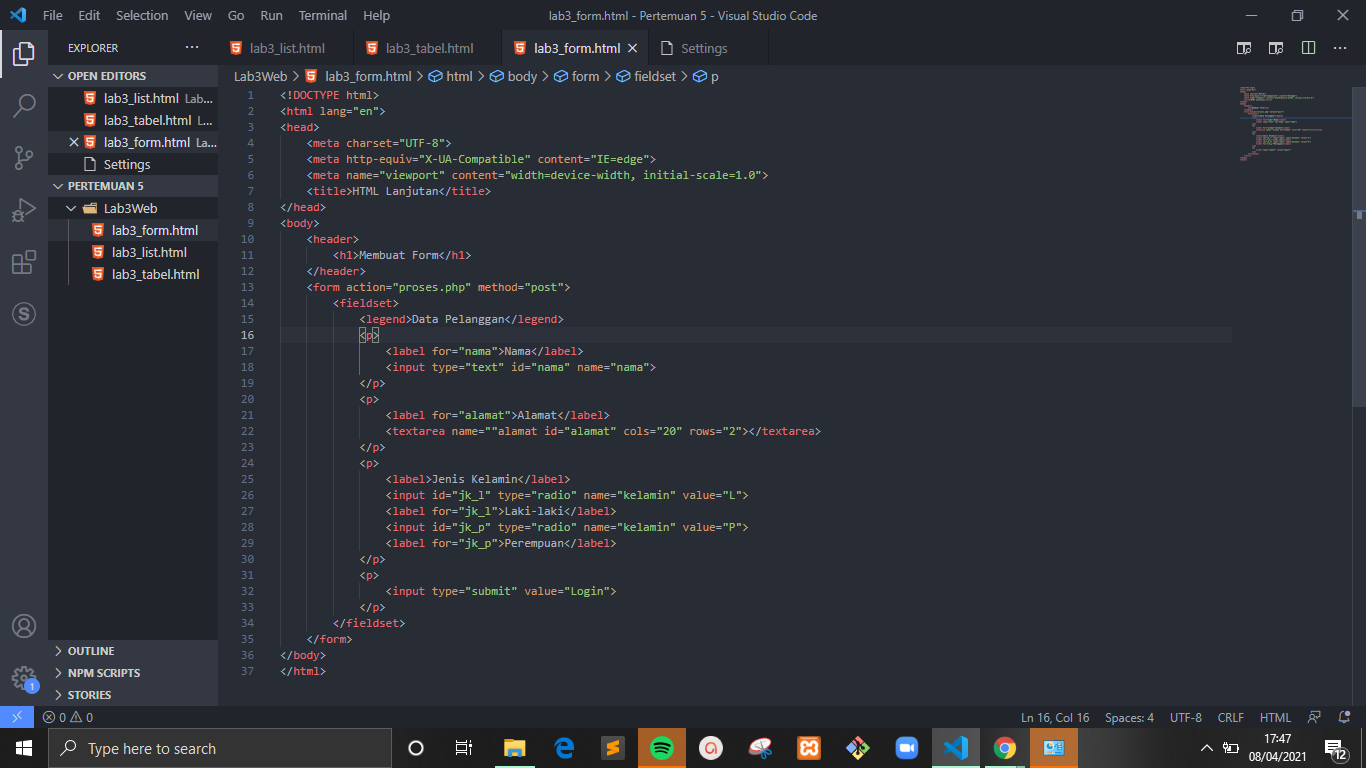 File Edit Selection View Go Run Terminal Help lab3_form.html - Pertemuan 5 - Visual Studio Code
EXPLORER ··· lab3_list.html lab3_tabel.html lab3_form.html Settings
OPEN EDITORS
lab3_list.html Lab...
lab3_tabel.html L...
lab3_form.html La...
Settings
PERTEMUAN 5
Lab3Web
lab3_form.html
lab3_list.html
lab3_tabel.html
OUTLINE
NPM SCRIPTS
STORIES
1
Lab3Web > lab3_form.html > html > body > form > fieldset > p
1 <!DOCTYPE html>
2 <html lang="en">
3 <head>
4 <meta charset="UTF-8">
5 <meta http-equiv="X-UA-Compatible" content="IE=edge">
6 <meta name="viewport" content="width=device-width, initial-scale=1.0">
7 <title>HTML Lanjutan</title>
8 </head>
9 <body>
10 <header>
11 <h1>Membuat Form</h1>
12 </header>
13 <form action="proses.php" method="post">
14 <fieldset>
15 <legend>Data Pelanggan</legend>
16 <p>
17 <label for="nama">Nama</label>
18 <input type="text" id="nama" name="nama">
19 </p>
20 <p>
21 <label for="alamat">Alamat</label>
22 <textarea name=""alamat id="alamat" cols="20" rows="2"></textarea>
23 </p>
24 <p>
25 <label>Jenis Kelamin</label>
26 <input id="jk_l" type="radio" name="kelamin" value="L">
27 <label for="jk_l">Laki-laki</label>
28 <input id="jk_p" type="radio" name="kelamin" value="P">
29 <label for="jk_p">Perempuan</label>
30 </p>
31 <p>
32 <input type="submit" value="Login">
33 </p>
34 </fieldset>
35 </form>
36 </body>
37 </html>
0 0 Ln 16, Col 16 Spaces: 4 UTF-8 CRLF HTML
Type here to search 17:47
08/04/2021 12